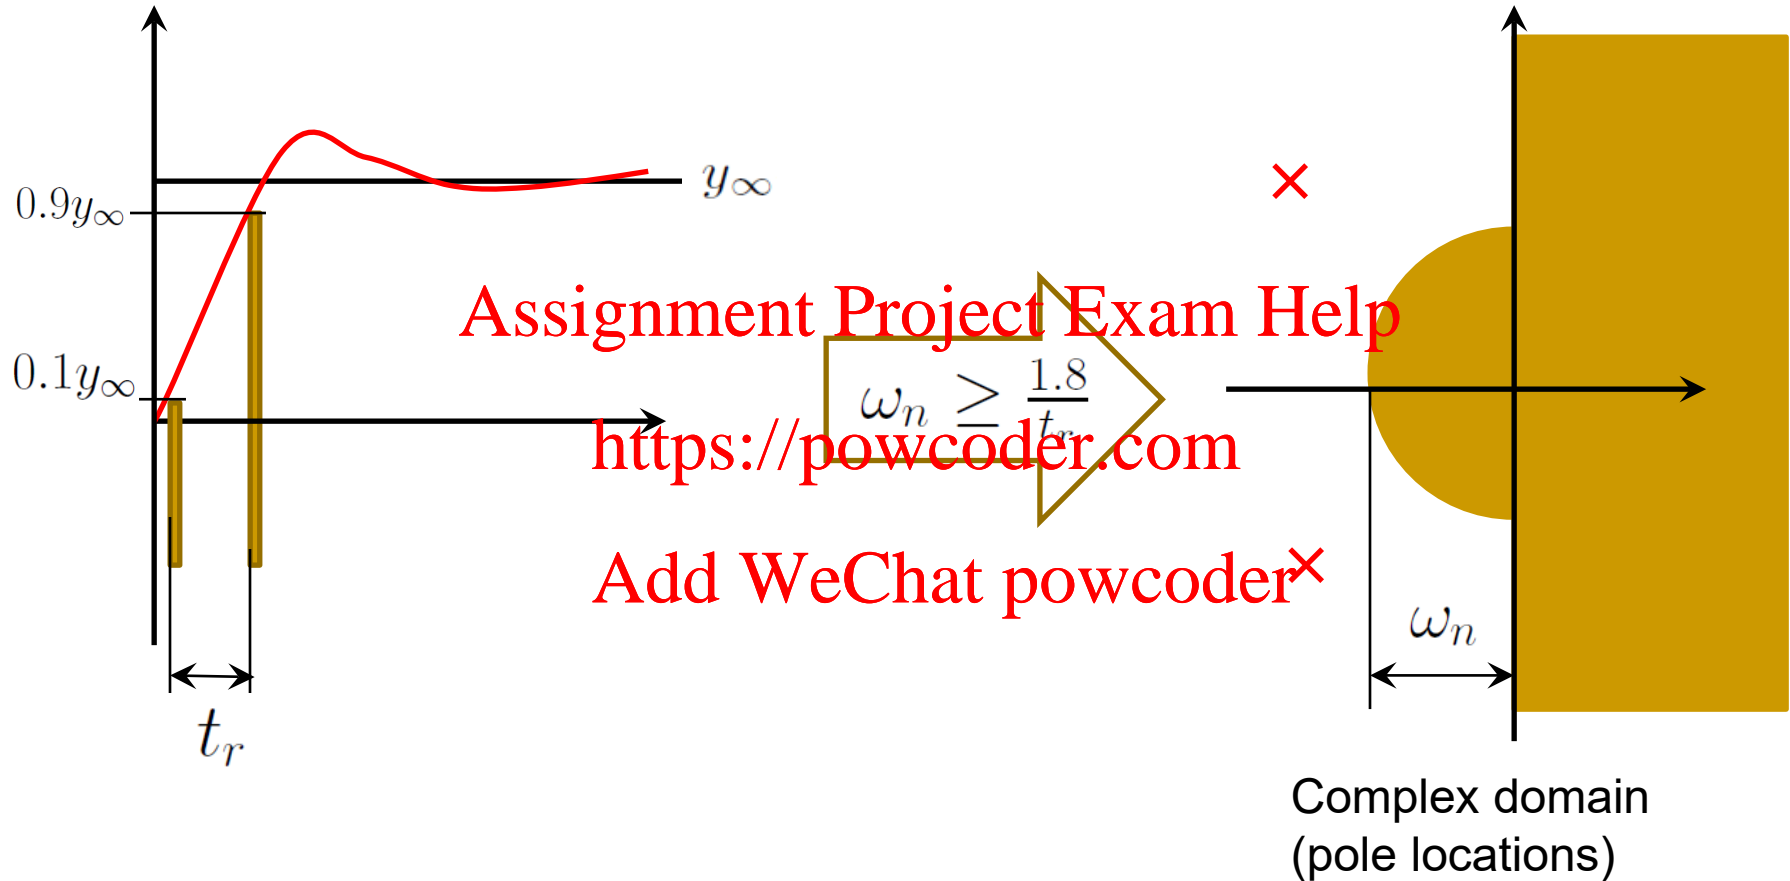 y∞
0.9y∞
Assignment Project Exam Help
0.1y∞
ωn ≥ 1.8/tr
https://powcoder.com
Add WeChat powcoder
ωn
tr
Complex domain
(pole locations)